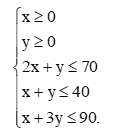 x ≥ 0
y ≥ 0
2x + y ≤ 70
x + y ≤ 40
x + 3y ≤ 90.